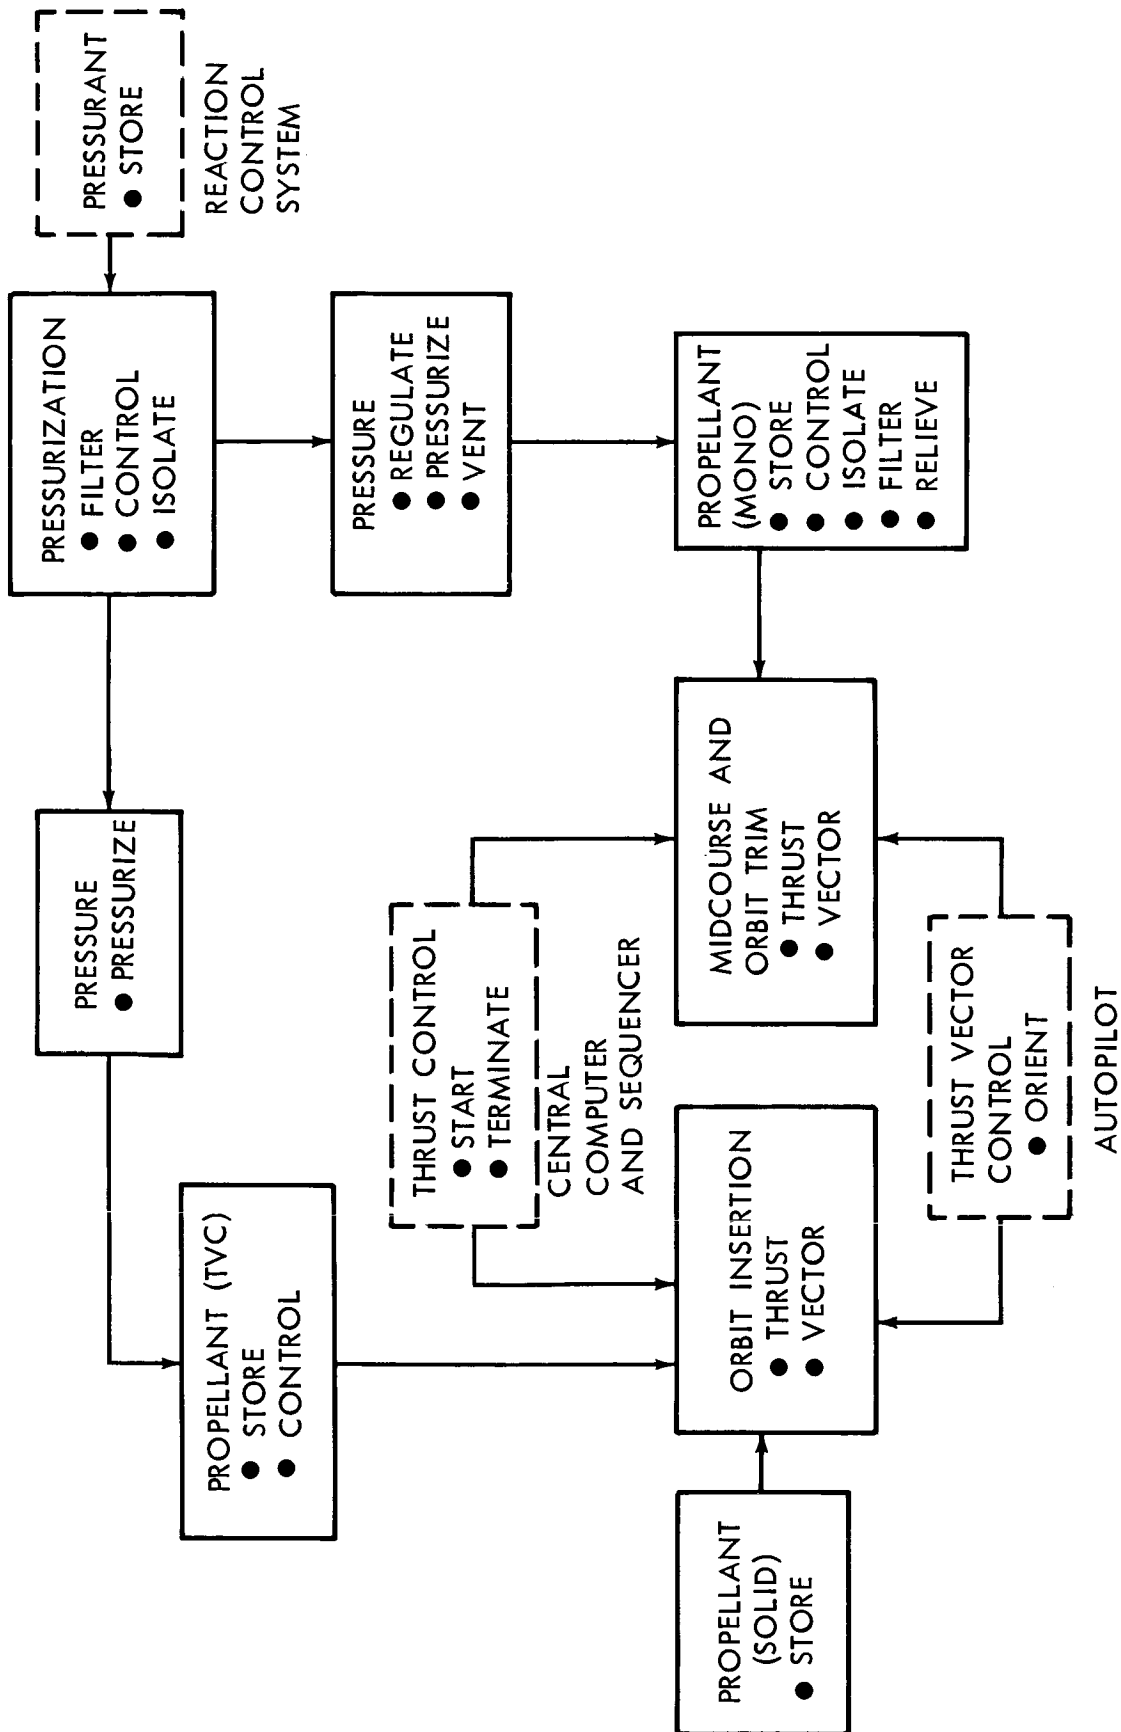 PRESSURANT
● STORE
REACTION
CONTROL
SYSTEM
PRESSURIZATION
● FILTER
● CONTROL
● ISOLATE
PRESSURE
● PRESSURIZE
PROPELLANT (TVC)
● STORE
● CONTROL
PRESSURE
● REGULATE
● PRESSURIZE
● VENT
THRUST CONTROL
● START
● TERMINATE
CENTRAL
COMPUTER
AND SEQUENCER
PROPELLANT
(SOLID)
● STORE
ORBIT INSERTION
● THRUST
● VECTOR
MIDCOURSE AND
ORBIT TRIM
● THRUST
● VECTOR
PROPELLANT
(MONO)
● STORE
● CONTROL
● ISOLATE
● FILTER
● RELIEVE
THRUST VECTOR
CONTROL
● ORIENT
AUTOPILOT